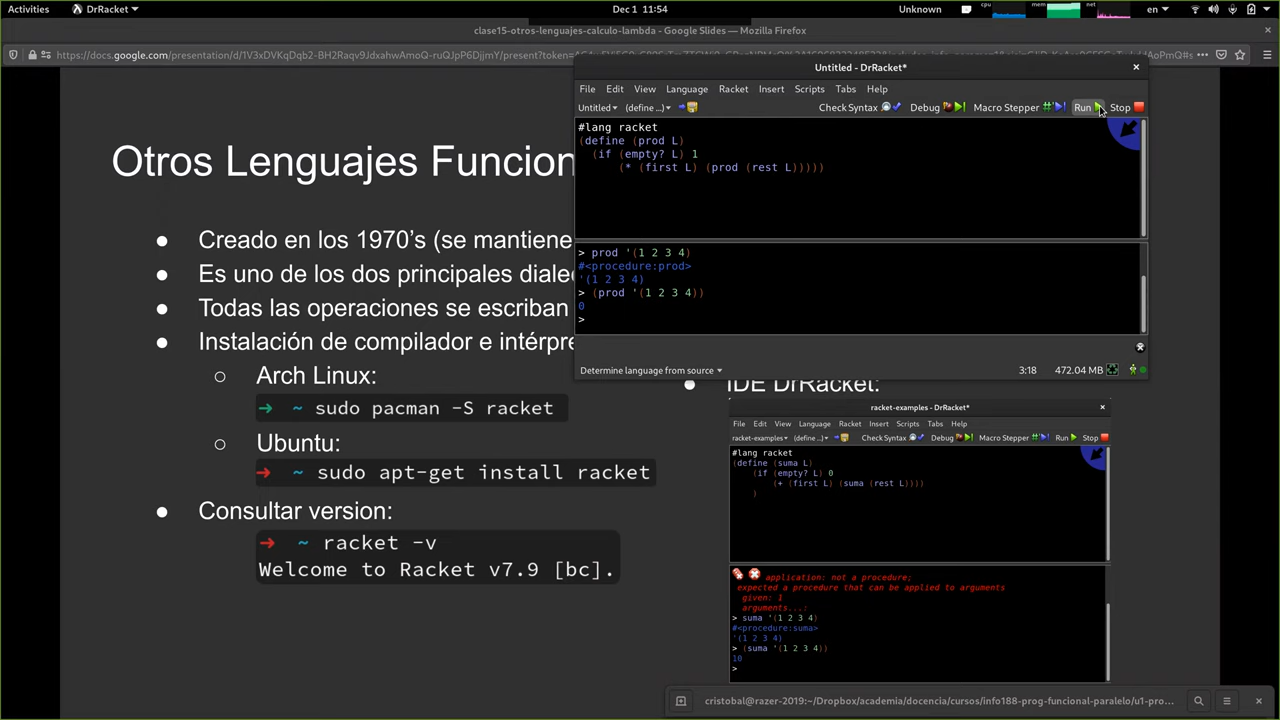 Activities
DrRacket
Dec 1 11:54
Unknown
cpu
mem
net
en
clase15-otros-lenguajes-calculo-lambda - Google Slides — Mozilla Firefox
Untitled - DrRacket*
File Edit View Language Racket Insert Scripts Tabs Help
Untitled (define ...) Check Syntax Debug Macro Stepper Run Stop
#lang racket
(define (prod L)
(if (empty? L) 1
(* (first L) (prod (rest L)))))
> prod '(1 2 3 4)
#<procedure:prod>
'(1 2 3 4)
> (prod '(1 2 3 4))
0
>
Determine language from source 3:18 472.04 MB
Otros Lenguajes Funcion
● Creado en los 1970's (se mantiene
● Es uno de los dos principales dialec
● Todas las operaciones se escriban
● Instalación de compilador e intérpre
○ Arch Linux:
→ ~ sudo pacman -S racket
○ Ubuntu:
→ ~ sudo apt-get install racket
● Consultar version:
→ ~ racket -v
Welcome to Racket v7.9 [bc].
● IDE DrRacket:
racket-examples - DrRacket*
File Edit View Language Racket Insert Scripts Tabs Help
racket-examples (define ...) Check Syntax Debug Macro Stepper Run Stop
#lang racket
(define (suma L)
(if (empty? L) 0
(+ (first L) (suma (rest L))))
)
application: not a procedure;
expected a procedure that can be applied to arguments
given: 1
arguments...:
> suma '(1 2 3 4)
#<procedure:suma>
'(1 2 3 4)
> (suma '(1 2 3 4))
10
>
cristobal@razer-2019:~/Dropbox/academia/docencia/cursos/info188-prog-funcional-paralelo/u1-pro...